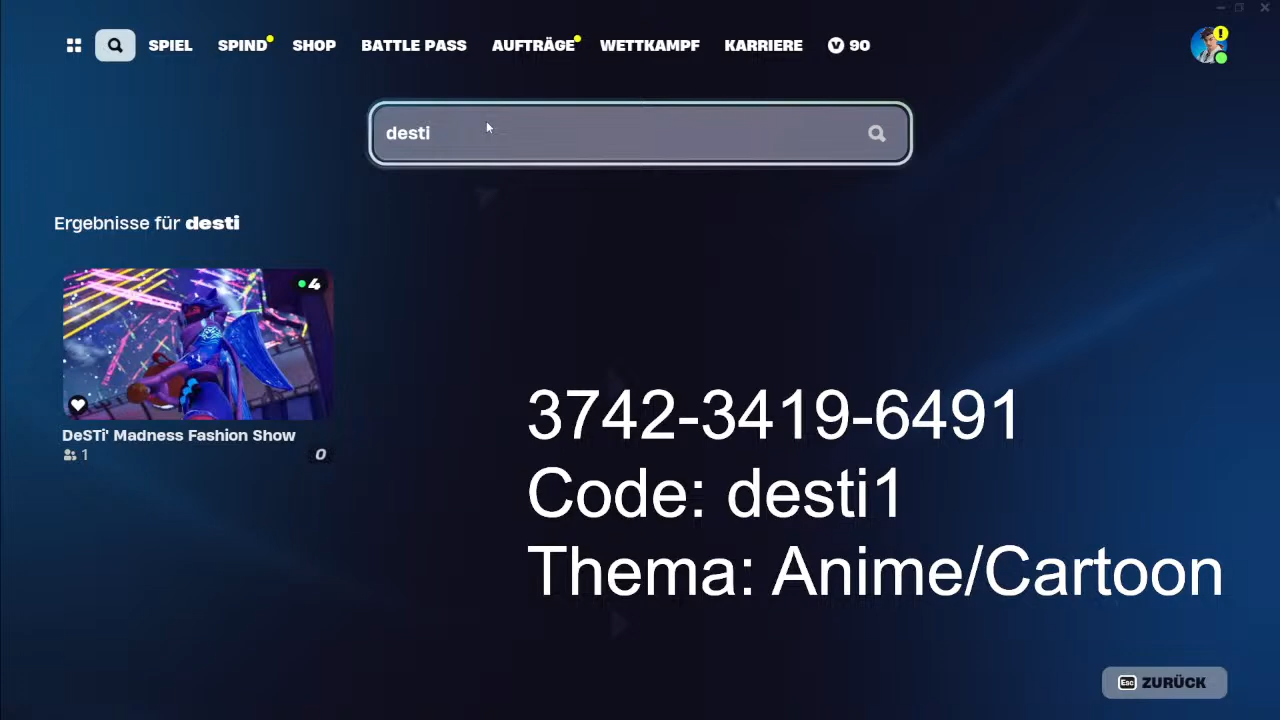 SPIEL SPIND SHOP BATTLE PASS AUFTRÄGE WETTKAMPF KARRIERE V 90
!
desti
Ergebnisse für desti
4
DeSTi' Madness Fashion Show
1 0
3742-3419-6491
Code: desti1
Thema: Anime/Cartoon
Esc ZURÜCK